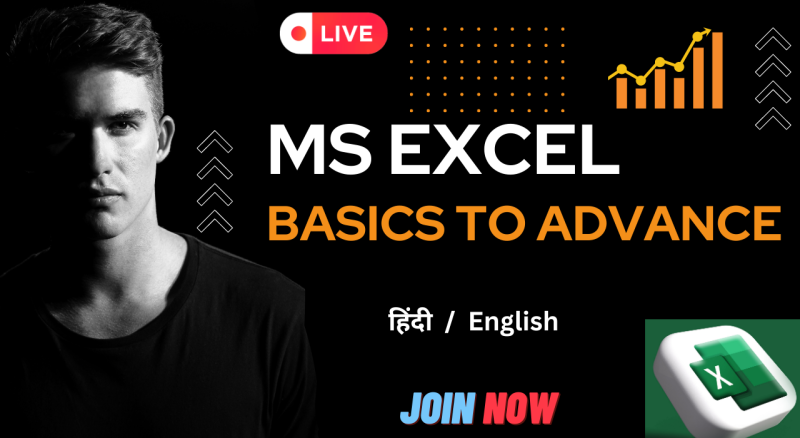 LIVE
MS EXCEL
BASICS TO ADVANCE
हिंदी / English
X
JOIN NOW